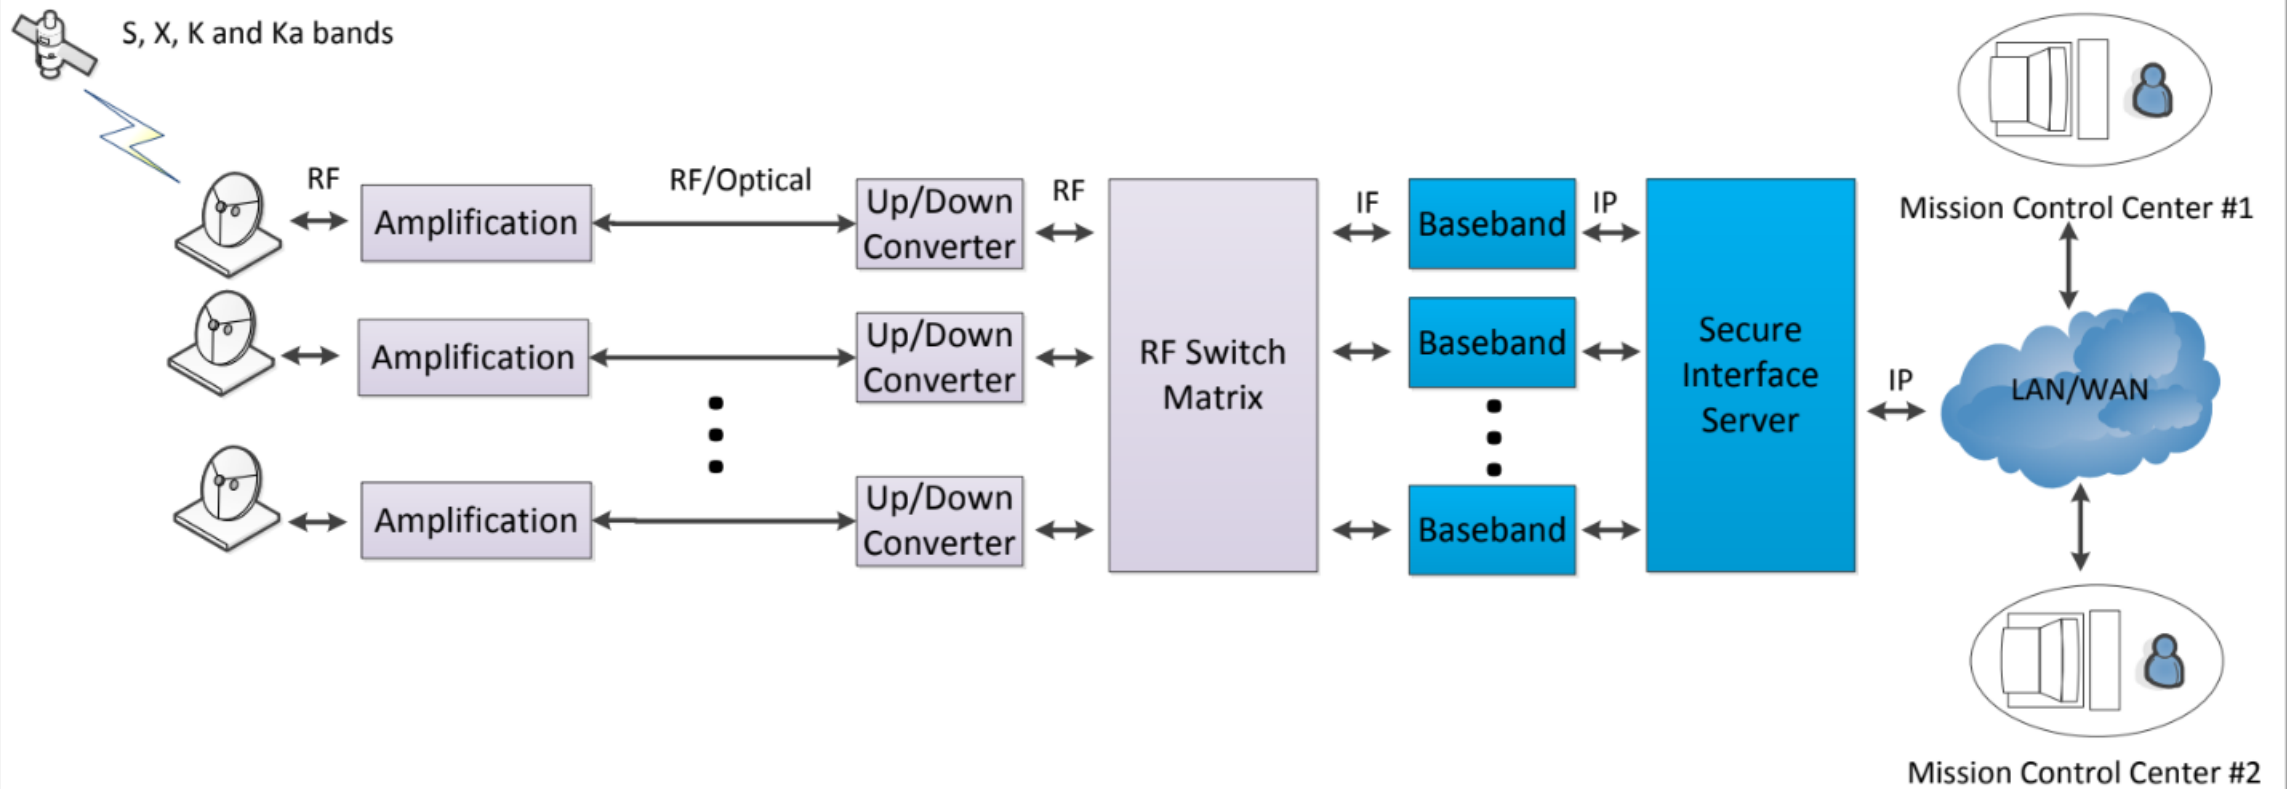 S, X, K and Ka bands
RF
RF/Optical
RF
IF
IP
Amplification
Up/Down
Converter
Baseband
Mission Control Center #1
Amplification
Up/Down
Converter
RF Switch
Matrix
Baseband
Secure
Interface
Server
IP
LAN/WAN
Amplification
Up/Down
Converter
Baseband
Mission Control Center #2